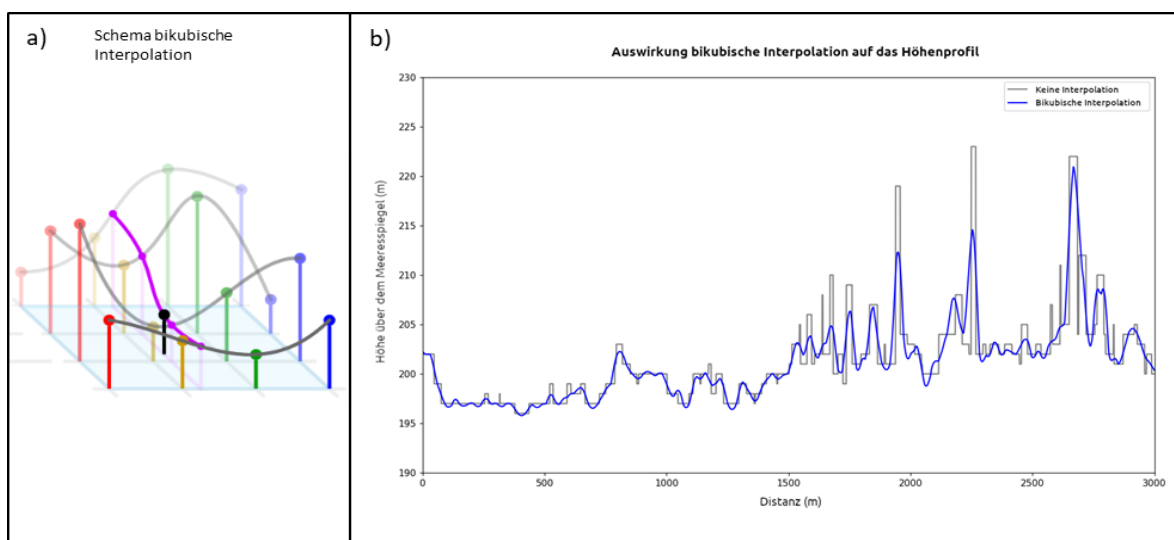 a)
Schema bikubische
Interpolation
b)
Auswirkung bikubische Interpolation auf das Höhenprofil
Keine Interpolation
Bikubische Interpolation
Höhe über dem Meeresspiegel (m)
230
225
220
215
210
205
200
195
190
0
500
1000
1500
2000
2500
3000
Distanz (m)